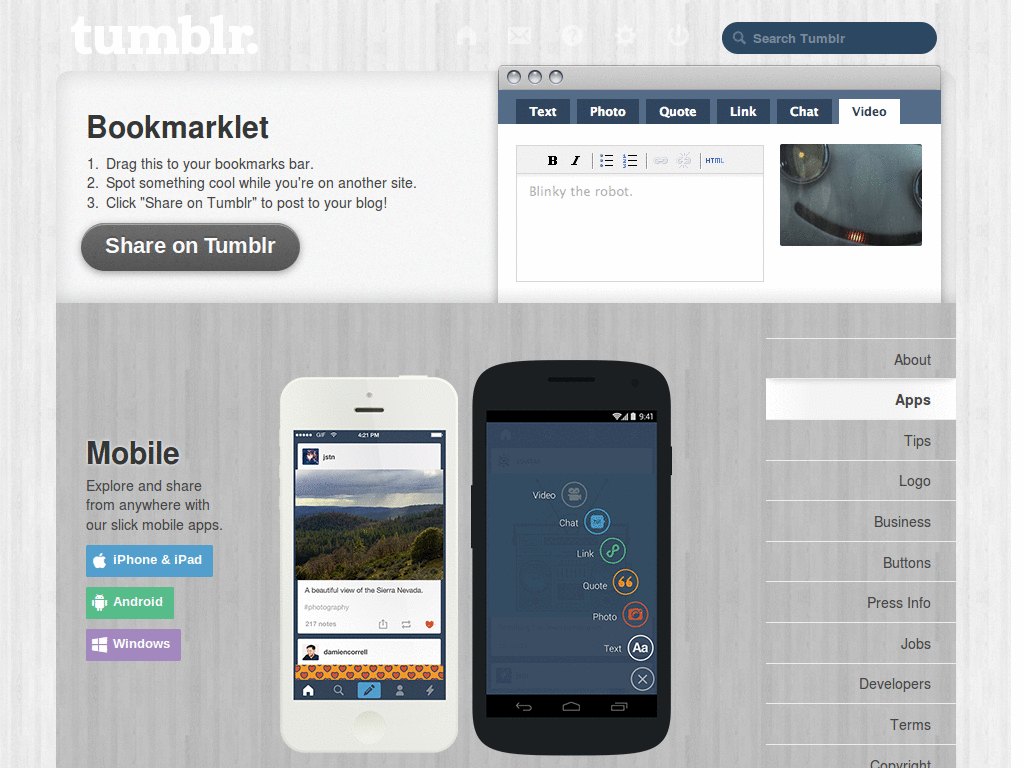 tumblr.
Search Tumblr
Bookmarklet
1. Drag this to your bookmarks bar.
2. Spot something cool while you're on another site.
3. Click "Share on Tumblr" to post to your blog!
Share on Tumblr
Text Photo Quote Link Chat Video
B I HTML
Blinky the robot.
Mobile
Explore and share
from anywhere with
our slick mobile apps.
iPhone & iPad
Android
Windows
GIF 4:21 PM
jstn
A beautiful view of the Sierra Nevada.
#photography
217 notes
damiencorrell
9:41
Video
Chat
Link
Quote
Photo
Text Aa
About
Apps
Tips
Logo
Business
Buttons
Press Info
Jobs
Developers
Terms
Copyright